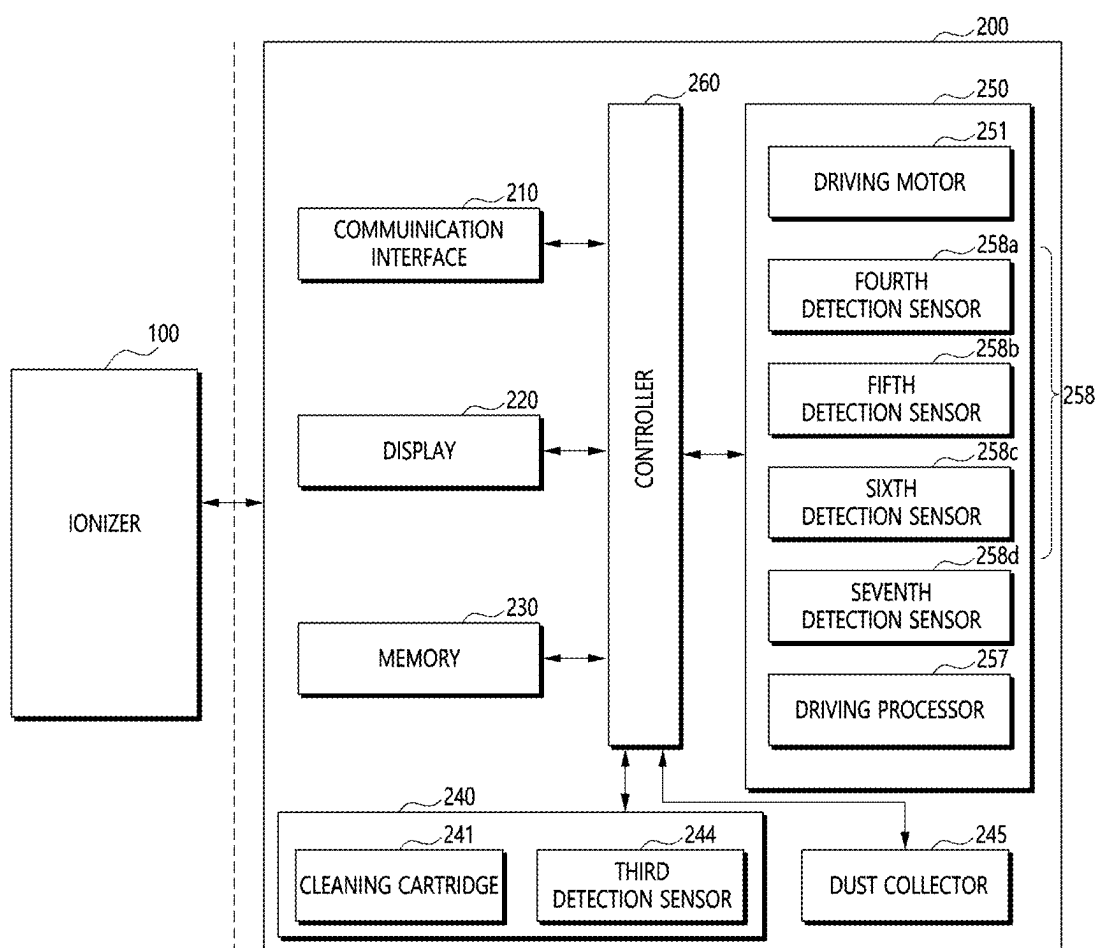 200
260
250
251
DRIVING MOTOR
210
COMMUINICATION
INTERFACE
258a
FOURTH
DETECTION SENSOR
100
258b
FIFTH
DETECTION SENSOR
258
220
DISPLAY
CONTROLLER
258c
SIXTH
DETECTION SENSOR
IONIZER
258d
SEVENTH
DETECTION SENSOR
230
MEMORY
257
DRIVING PROCESSOR
240
241
CLEANING CARTRIDGE
244
THIRD
DETECTION SENSOR
245
DUST COLLECTOR